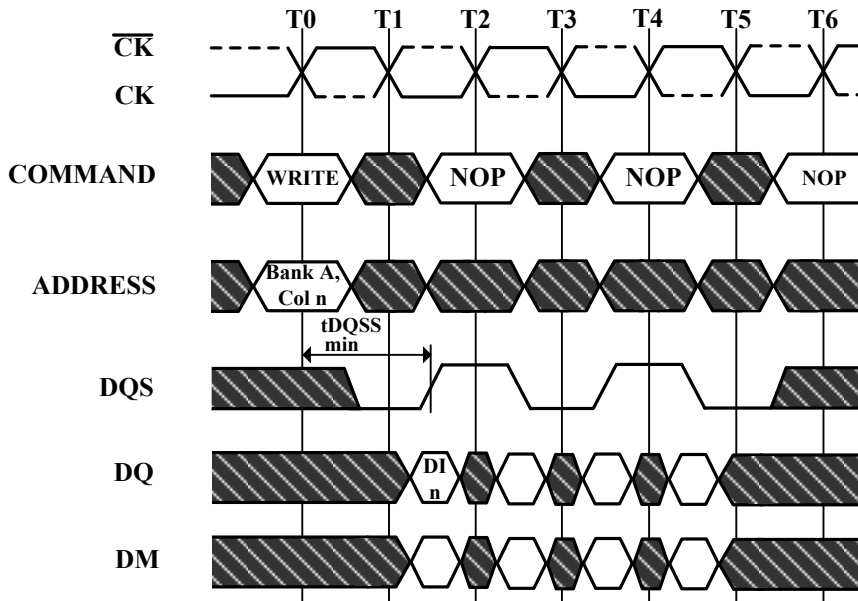 T0 T1 T2 T3 T4 T5 T6
CK
CK
COMMAND WRITE NOP NOP NOP
ADDRESS Bank A,
Col n
tDQSS
min
DQS
DQ DI
n
DM